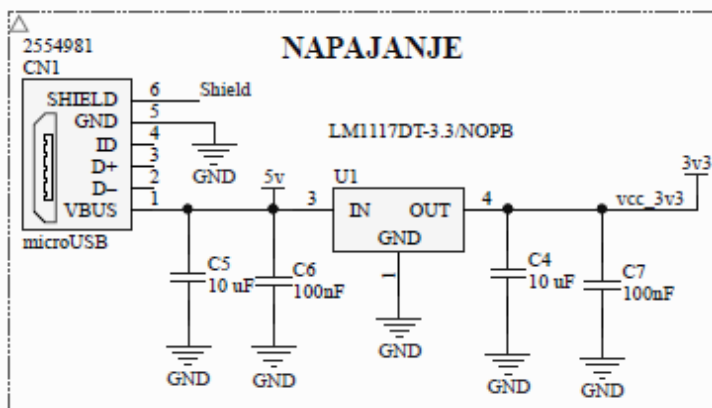 2554981
CN1
NAPAJANJE
SHIELD 6 Shield
GND 5
ID 4
D+ 3
D- 2
VBUS 1
microUSB
GND
LM1117DT-3.3/NOPB
5v
U1
3 IN OUT 4
GND
1
vcc_3v3
3v3
C5
10 uF
C6
100nF
C4
10 uF
C7
100nF
GND
GND
GND
GND
GND